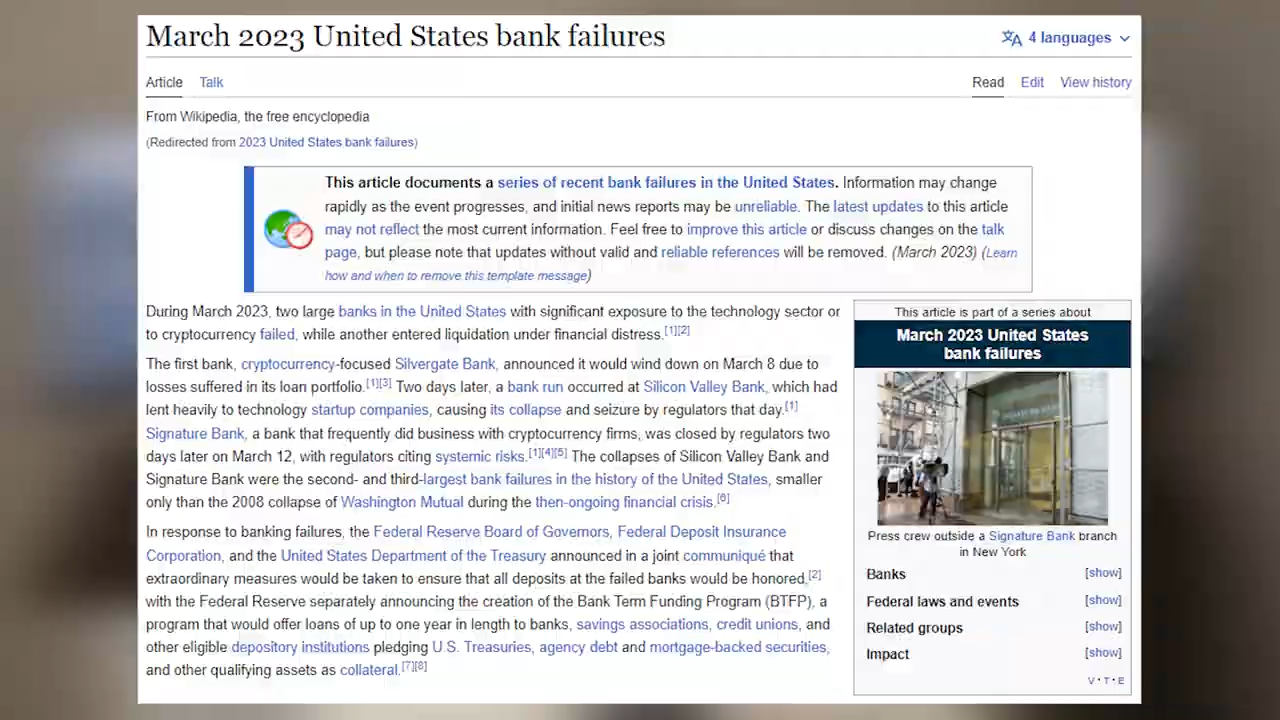 March 2023 United States bank failures
4 languages
Article Talk
Read Edit View history
From Wikipedia, the free encyclopedia
(Redirected from 2023 United States bank failures)
This article documents a series of recent bank failures in the United States. Information may change
rapidly as the event progresses, and initial news reports may be unreliable. The latest updates to this article
may not reflect the most current information. Feel free to improve this article or discuss changes on the talk
page, but please note that updates without valid and reliable references will be removed. (March 2023) (Learn
how and when to remove this template message)
During March 2023, two large banks in the United States with significant exposure to the technology sector or
to cryptocurrency failed, while another entered liquidation under financial distress.[1][2]
The first bank, cryptocurrency-focused Silvergate Bank, announced it would wind down on March 8 due to
losses suffered in its loan portfolio.[1][3] Two days later, a bank run occurred at Silicon Valley Bank, which had
lent heavily to technology startup companies, causing its collapse and seizure by regulators that day.[1]
Signature Bank, a bank that frequently did business with cryptocurrency firms, was closed by regulators two
days later on March 12, with regulators citing systemic risks.[1][4][5] The collapses of Silicon Valley Bank and
Signature Bank were the second- and third-largest bank failures in the history of the United States, smaller
only than the 2008 collapse of Washington Mutual during the then-ongoing financial crisis.[6]
In response to banking failures, the Federal Reserve Board of Governors, Federal Deposit Insurance
Corporation, and the United States Department of the Treasury announced in a joint communiqué that
extraordinary measures would be taken to ensure that all deposits at the failed banks would be honored,[2]
with the Federal Reserve separately announcing the creation of the Bank Term Funding Program (BTFP), a
program that would offer loans of up to one year in length to banks, savings associations, credit unions, and
other eligible depository institutions pledging U.S. Treasuries, agency debt and mortgage-backed securities,
and other qualifying assets as collateral.[7][8]
This article is part of a series about
March 2023 United States
bank failures
Press crew outside a Signature Bank branch
in New York
Banks [show]
Federal laws and events [show]
Related groups [show]
Impact [show]
V·T·E